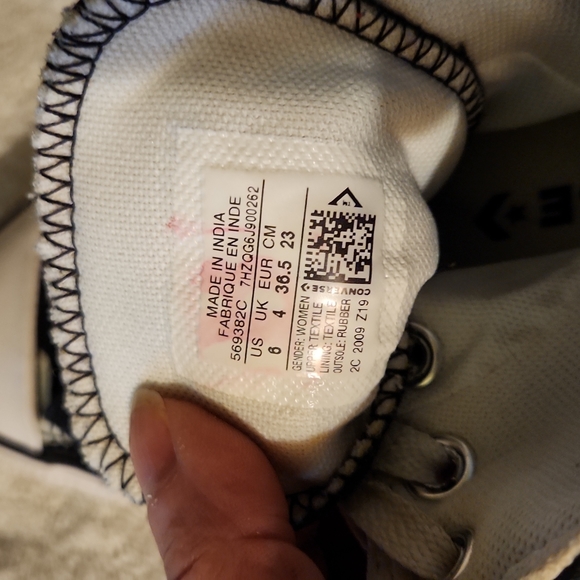 MADE IN INDIA
FABRIQUE EN INDE
569382C 7HZQG6J900262
US UK EUR CM
6 4 36.5 23
CONVERSE
GENDER: WOMEN
UPPER: TEXTILE
LINING: TEXTILE
OUTSOLE: RUBBER
2C 2009 Z19